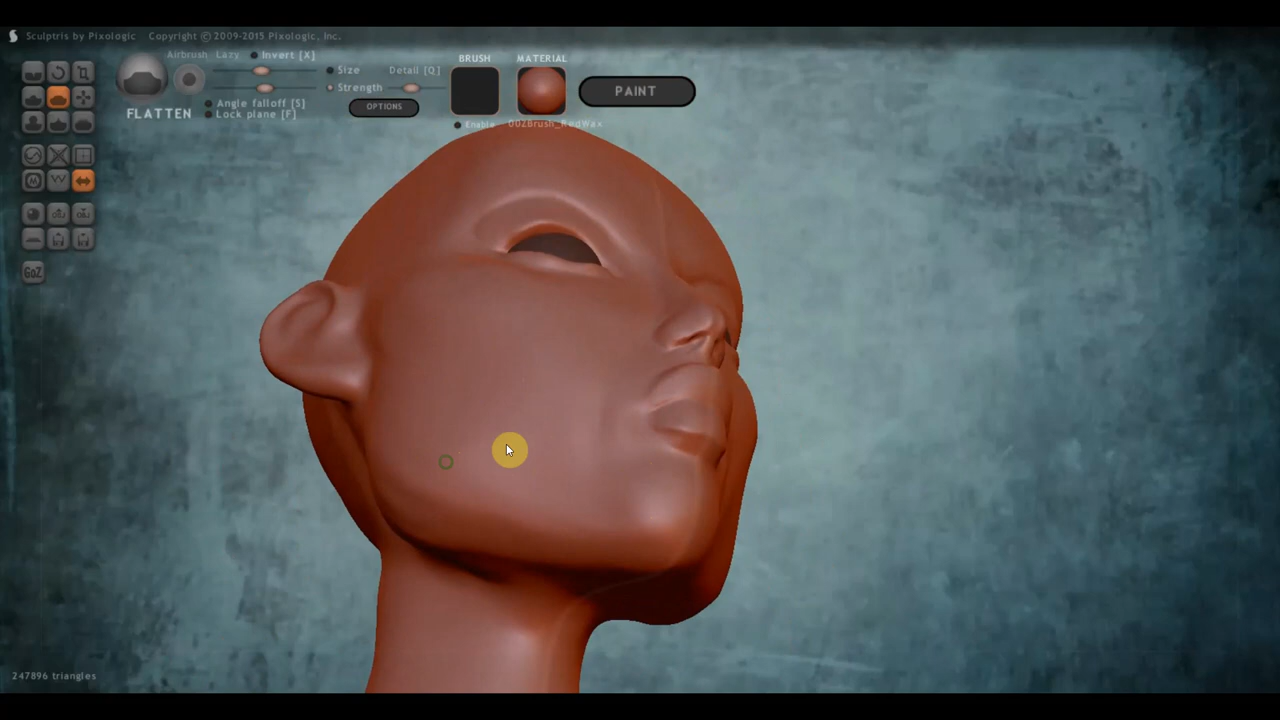 Sculptris by Pixologic Copyright © 2009-2015 Pixologic, Inc.
Airbrush Lazy Invert [X]
BRUSH MATERIAL
Size Detail [Q]
Strength
PAINT
Angle falloff [S]
OPTIONS
FLATTEN
Lock plane [F]
Enable 002Brush_RedWax
M
GoZ
247896 triangles